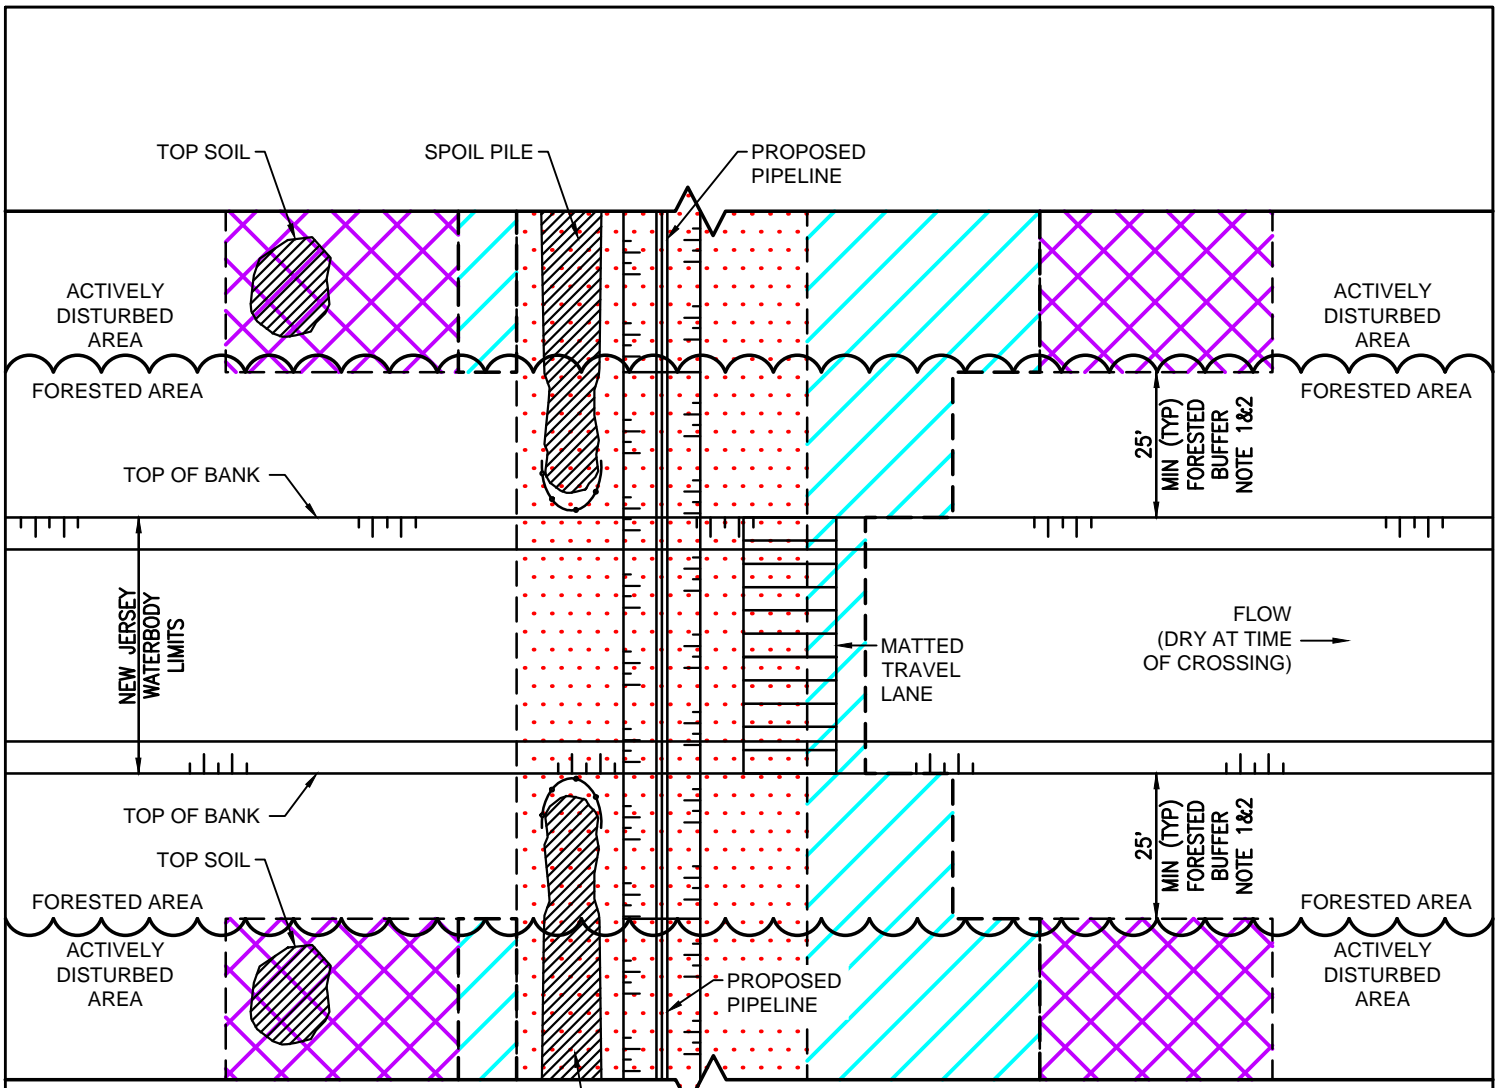 TOP SOIL
SPOIL PILE
PROPOSED
PIPELINE
ACTIVELY
DISTURBED
AREA
ACTIVELY
DISTURBED
AREA
FORESTED AREA
FORESTED AREA
25'
MIN (TYP)
FORESTED
BUFFER
NOTE 1&2
TOP OF BANK
NEW JERSEY
WATERBODY
LIMITS
FLOW
(DRY AT TIME
OF CROSSING)
MATTED
TRAVEL
LANE
TOP OF BANK
25'
MIN (TYP)
FORESTED
BUFFER
NOTE 1&2
TOP SOIL
FORESTED AREA
FORESTED AREA
ACTIVELY
DISTURBED
AREA
PROPOSED
PIPELINE
ACTIVELY
DISTURBED
AREA